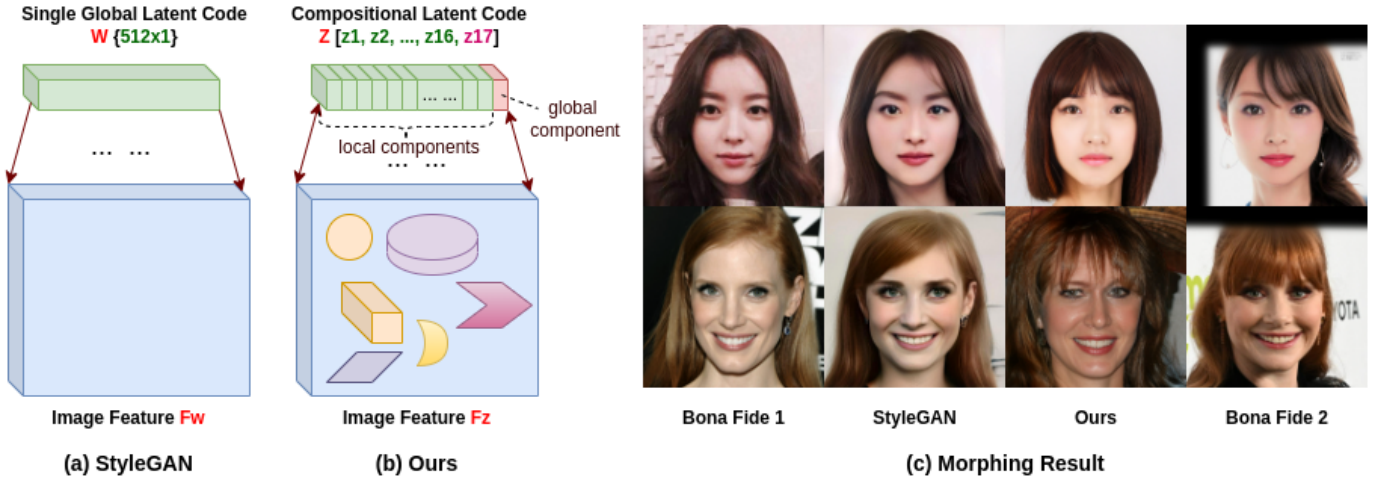 Single Global Latent Code
W {512x1}
... ...
Image Feature Fw
(a) StyleGAN
Compositional Latent Code
Z [z1, z2, ..., z16, z17]
... ...
global
component
local components
... ...
Image Feature Fz
(b) Ours
YOTA
Bona Fide 1
StyleGAN
Ours
Bona Fide 2
(c) Morphing Result